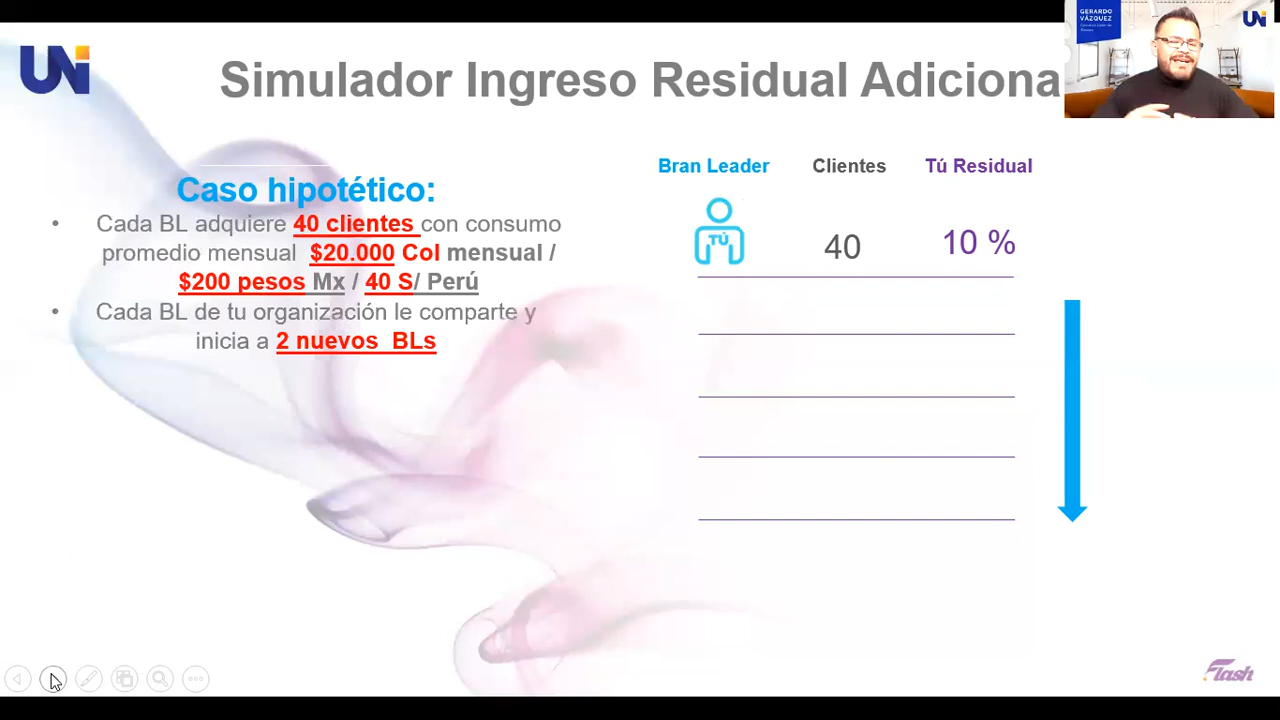 UNi
Simulador Ingreso Residual Adiciona
GERARDO
VÁZQUEZ
UNi
Bran Leader Clientes Tú Residual
Caso hipotético:
• Cada BL adquiere 40 clientes con consumo
promedio mensual $20.000 Col mensual /
$200 pesos Mx / 40 S/ Perú
• Cada BL de tu organización le comparte y
inicia a 2 nuevos BLs
TÚ
40
10 %
Flash